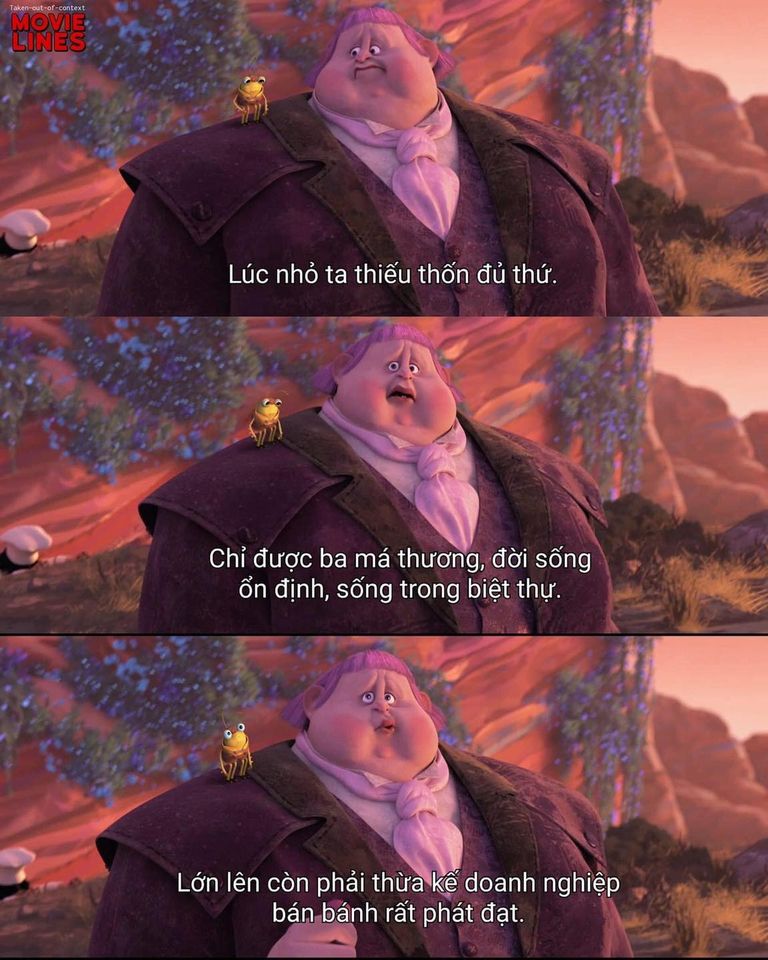 Taken-out-of-context
MOVIE
LINES
Lúc nhỏ ta thiếu thốn đủ thứ.
Chỉ được ba má thương, đời sống
ổn định, sống trong biệt thự.
Lớn lên còn phải thừa kế doanh nghiệp
bán bánh rất phát đạt.